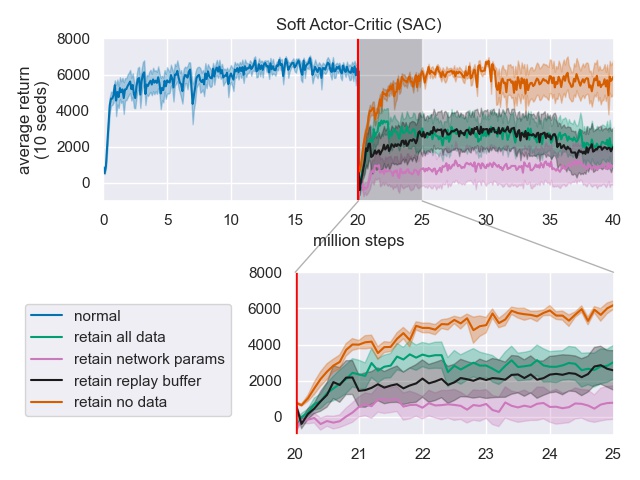 Soft Actor-Critic (SAC)
average return
(10 seeds)
8000
6000
4000
2000
0
0 5 10 15 20 25 30 35 40
million steps
8000
6000
4000
2000
0
20 21 22 23 24 25
normal
retain all data
retain network params
retain replay buffer
retain no data